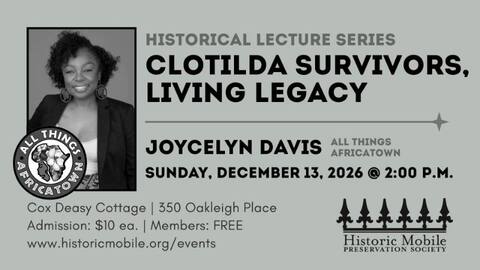 HISTORICAL LECTURE SERIES
CLOTILDA SURVIVORS,
LIVING LEGACY
JOYCELYN DAVIS
ALL THINGS
AFRICATOWN
SUNDAY, DECEMBER 13, 2026 @ 2:00 P.M.
ALL THINGS
AFRICATOWN
Cox Deasy Cottage | 350 Oakleigh Place
Admission: $10 ea. | Members: FREE
www.historicmobile.org/events
Historic Mobile
PRESERVATION SOCIETY